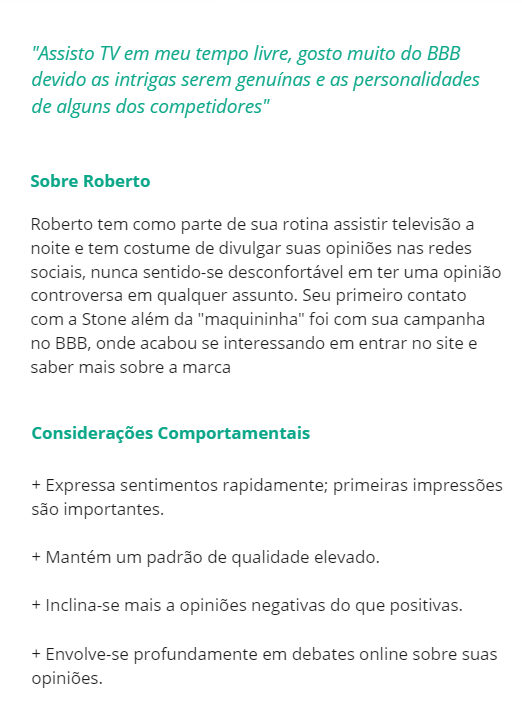 "Assisto TV em meu tempo livre, gosto muito do BBB
devido as intrigas serem genuínas e as personalidades
de alguns dos competidores"
Sobre Roberto
Roberto tem como parte de sua rotina assistir televisão a
noite e tem costume de divulgar suas opiniões nas redes
sociais, nunca sentido-se desconfortável em ter uma opinião
controversa em qualquer assunto. Seu primeiro contato
com a Stone além da "maquininha" foi com sua campanha
no BBB, onde acabou se interessando em entrar no site e
saber mais sobre a marca
Considerações Comportamentais
+ Expressa sentimentos rapidamente; primeiras impressões
são importantes.
+ Mantém um padrão de qualidade elevado.
+ Inclina-se mais a opiniões negativas do que positivas.
+ Envolve-se profundamente em debates online sobre suas
opiniões.